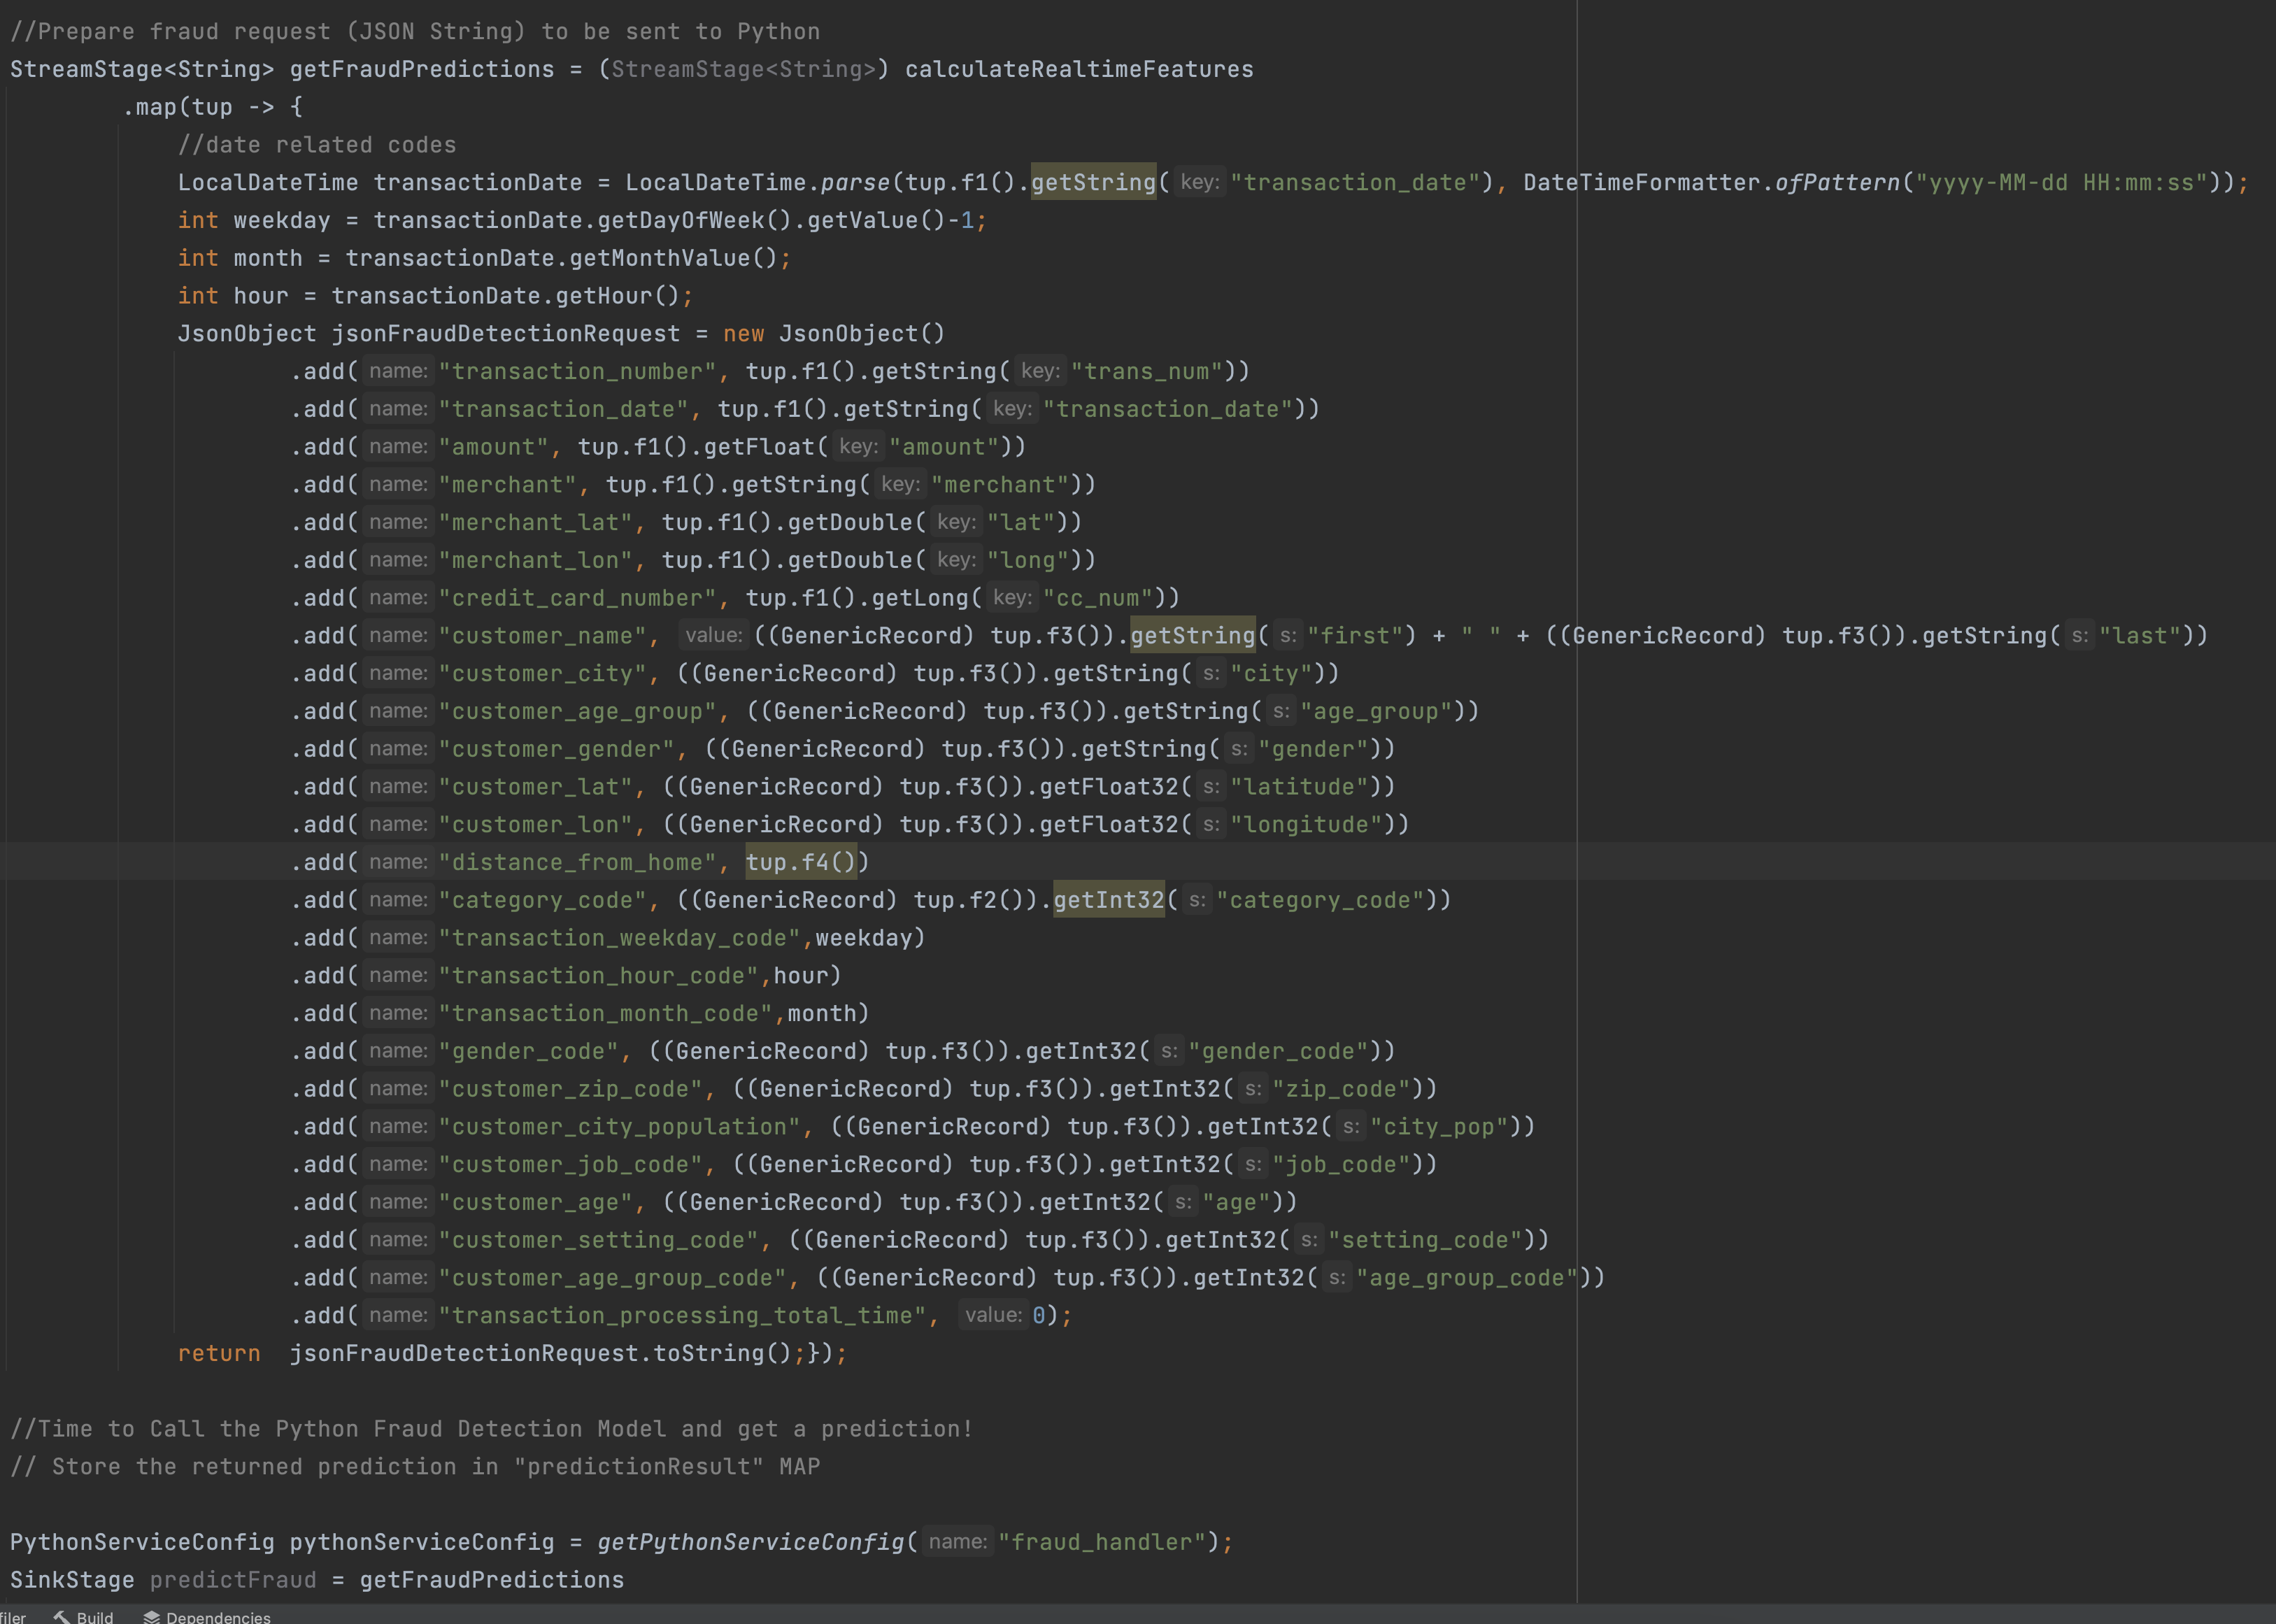 //Prepare fraud request (JSON String) to be sent to Python
StreamStage<String> getFraudPredictions = (StreamStage<String>) calculateRealtimeFeatures
.map(tup -> {
//date related codes
LocalDateTime transactionDate = LocalDateTime.parse(tup.f1().getString( key: "transaction_date"), DateTimeFormatter.ofPattern("yyyy-MM-dd HH:mm:ss"));
int weekday = transactionDate.getDayOfWeek().getValue()-1;
int month = transactionDate.getMonthValue();
int hour = transactionDate.getHour();
JsonObject jsonFraudDetectionRequest = new JsonObject()
.add( name: "transaction_number", tup.f1().getString( key: "trans_num"))
.add( name: "transaction_date", tup.f1().getString( key: "transaction_date"))
.add( name: "amount", tup.f1().getFloat( key: "amount"))
.add( name: "merchant", tup.f1().getString( key: "merchant"))
.add( name: "merchant_lat", tup.f1().getDouble( key: "lat"))
.add( name: "merchant_lon", tup.f1().getDouble( key: "long"))
.add( name: "credit_card_number", tup.f1().getLong( key: "cc_num"))
.add( name: "customer_name", value: ((GenericRecord) tup.f3()).getString( s: "first") + " " + ((GenericRecord) tup.f3()).getString( s: "last"))
.add( name: "customer_city", ((GenericRecord) tup.f3()).getString( s: "city"))
.add( name: "customer_age_group", ((GenericRecord) tup.f3()).getString( s: "age_group"))
.add( name: "customer_gender", ((GenericRecord) tup.f3()).getString( s: "gender"))
.add( name: "customer_lat", ((GenericRecord) tup.f3()).getFloat32( s: "latitude"))
.add( name: "customer_lon", ((GenericRecord) tup.f3()).getFloat32( s: "longitude"))
.add( name: "distance_from_home", tup.f4())
.add( name: "category_code", ((GenericRecord) tup.f2()).getInt32( s: "category_code"))
.add( name: "transaction_weekday_code",weekday)
.add( name: "transaction_hour_code",hour)
.add( name: "transaction_month_code",month)
.add( name: "gender_code", ((GenericRecord) tup.f3()).getInt32( s: "gender_code"))
.add( name: "customer_zip_code", ((GenericRecord) tup.f3()).getInt32( s: "zip_code"))
.add( name: "customer_city_population", ((GenericRecord) tup.f3()).getInt32( s: "city_pop"))
.add( name: "customer_job_code", ((GenericRecord) tup.f3()).getInt32( s: "job_code"))
.add( name: "customer_age", ((GenericRecord) tup.f3()).getInt32( s: "age"))
.add( name: "customer_setting_code", ((GenericRecord) tup.f3()).getInt32( s: "setting_code"))
.add( name: "customer_age_group_code", ((GenericRecord) tup.f3()).getInt32( s: "age_group_code"))
.add( name: "transaction_processing_total_time", value: 0);
return  jsonFraudDetectionRequest.toString();});
//Time to Call the Python Fraud Detection Model and get a prediction!
// Store the returned prediction in "predictionResult" MAP
PythonServiceConfig pythonServiceConfig = getPythonServiceConfig( name: "fraud_handler");
SinkStage predictFraud = getFraudPredictions
filer Build Dependencies